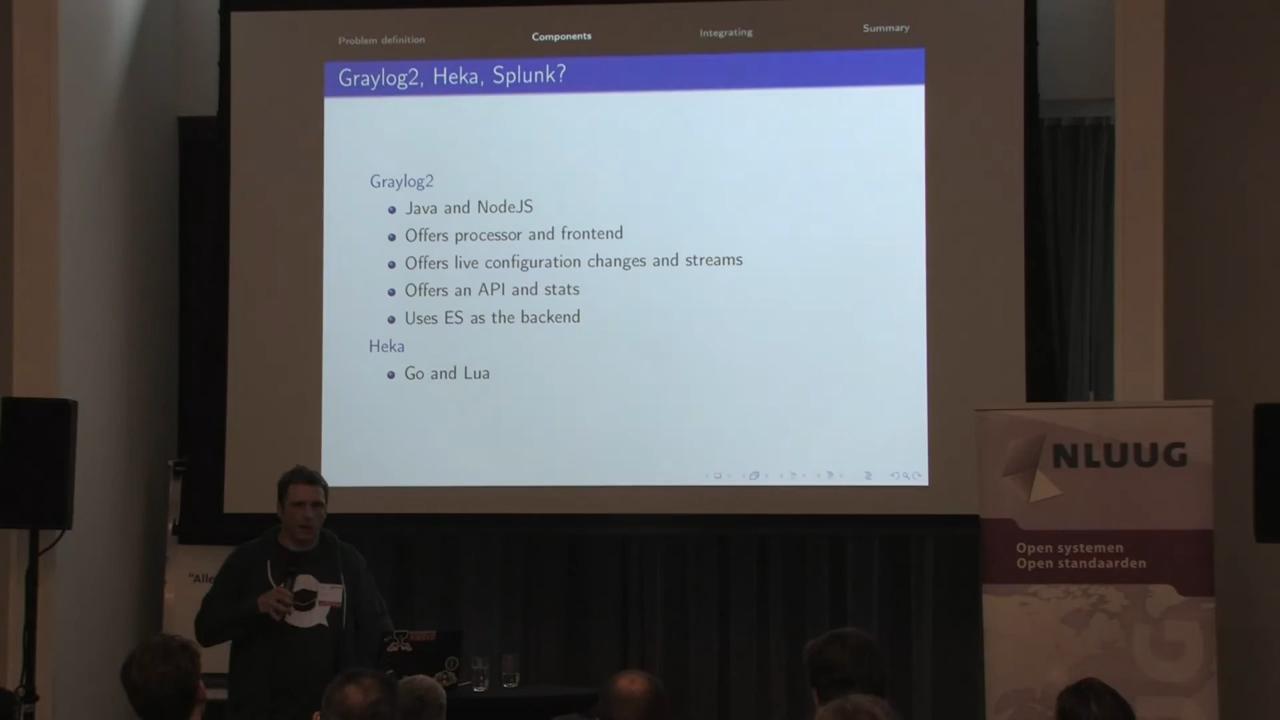 Problem definition
Components
Integrating
Summary
Graylog2, Heka, Splunk?
Graylog2
Java and NodeJS
Offers processor and frontend
Offers live configuration changes and streams
Offers an API and stats
Uses ES as the backend
Heka
Go and Lua
NLUUG
Open systemen
Open standaarden
"Alle